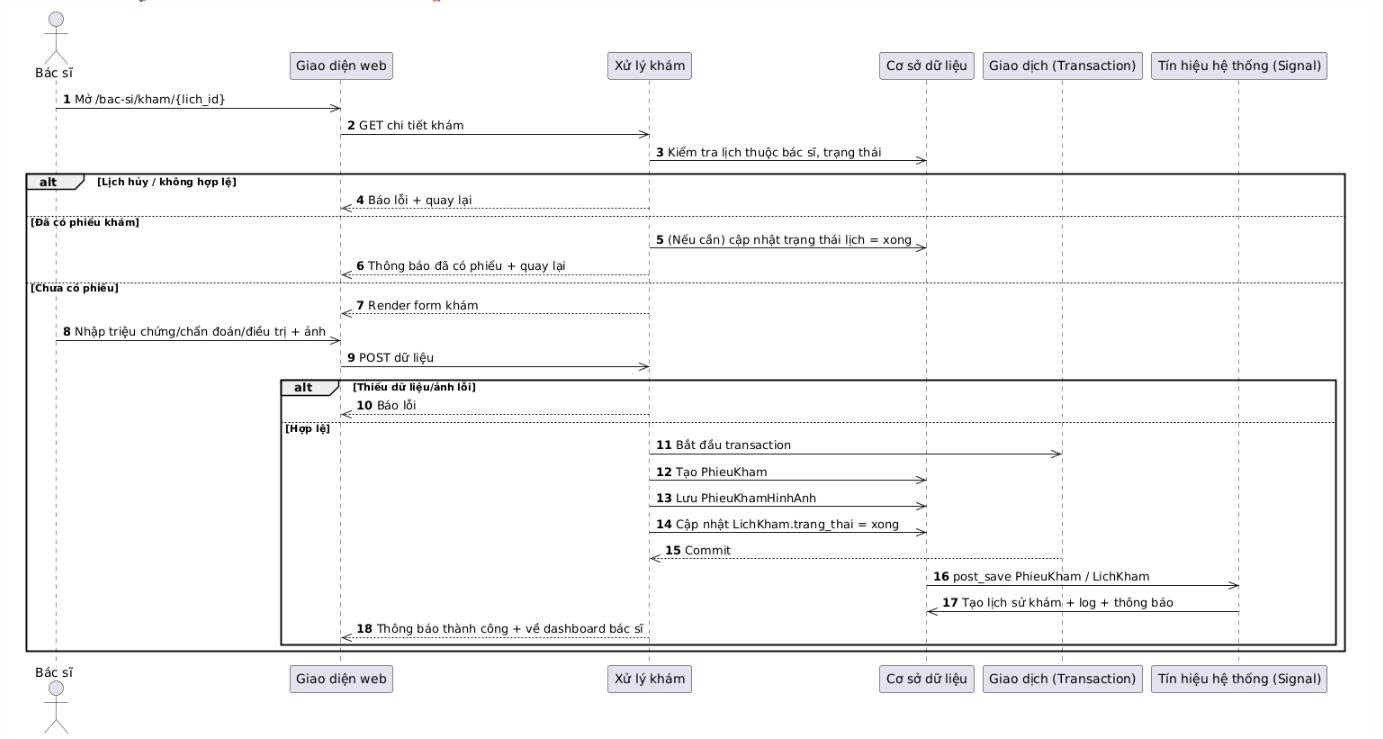 Bác sĩ
Giao diện web
Xử lý khám
Cơ sở dữ liệu
Giao dịch (Transaction)
Tín hiệu hệ thống (Signal)
1 Mở /bac-si/kham/{lich_id}
2 GET chi tiết khám
3 Kiểm tra lịch thuộc bác sĩ, trạng thái
alt [Lịch hủy / không hợp lệ]
4 Báo lỗi + quay lại
[Đã có phiếu khám]
5 (Nếu cần) cập nhật trạng thái lịch = xong
6 Thông báo đã có phiếu + quay lại
[Chưa có phiếu]
7 Render form khám
8 Nhập triệu chứng/chẩn đoán/điều trị + ảnh
9 POST dữ liệu
alt [Thiếu dữ liệu/ảnh lỗi]
10 Báo lỗi
[Hợp lệ]
11 Bắt đầu transaction
12 Tạo PhieuKham
13 Lưu PhieuKhamHinhAnh
14 Cập nhật LichKham.trang_thai = xong
15 Commit
16 post_save PhieuKham / LichKham
17 Tạo lịch sử khám + log + thông báo
18 Thông báo thành công + về dashboard bác sĩ
Bác sĩ
Giao diện web
Xử lý khám
Cơ sở dữ liệu
Giao dịch (Transaction)
Tín hiệu hệ thống (Signal)